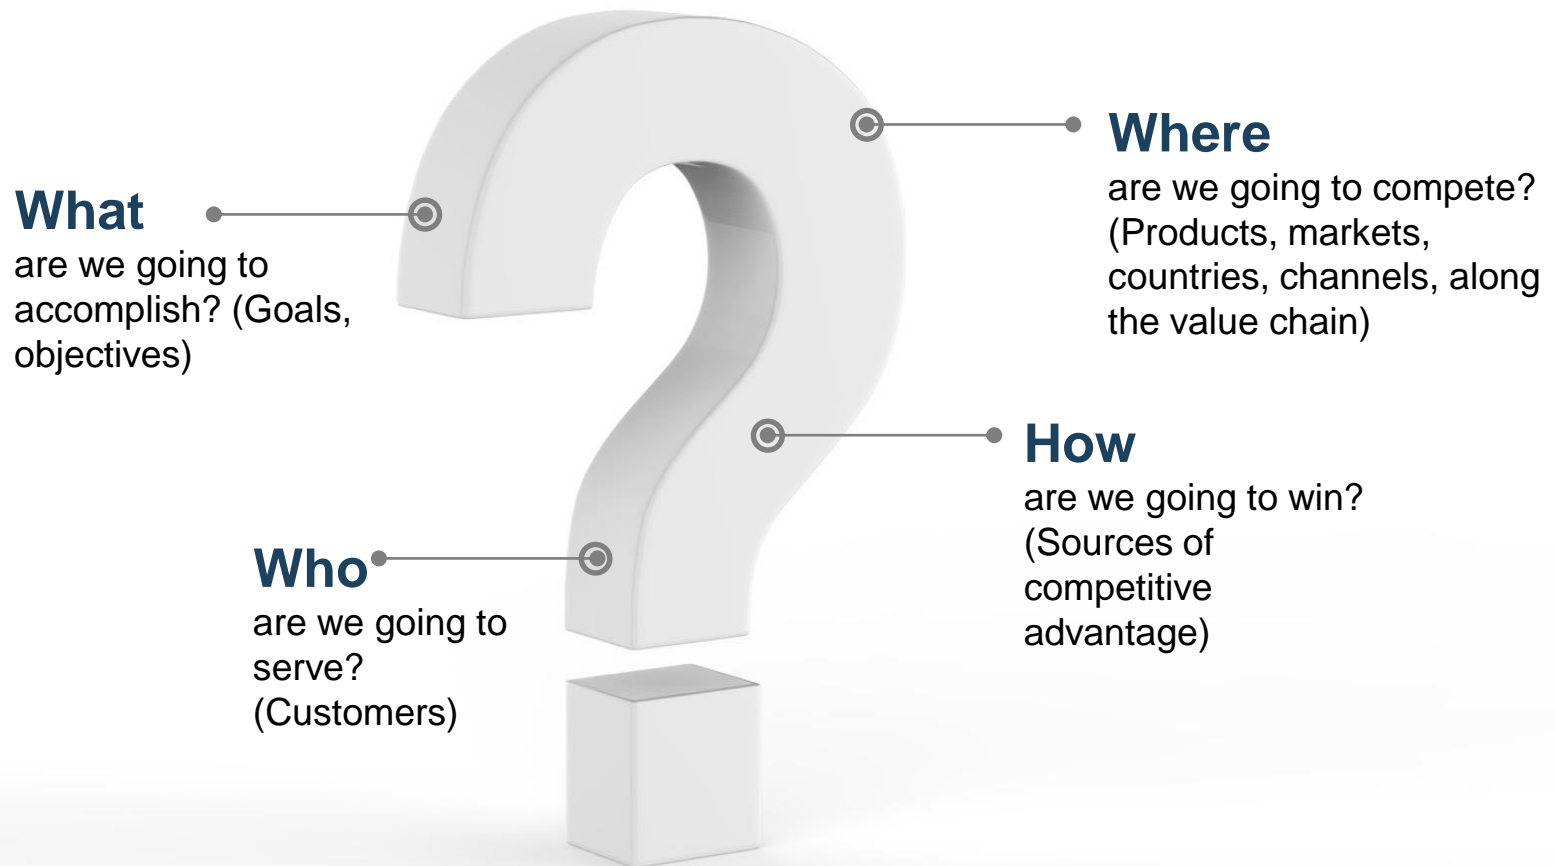 What
are we going to
accomplish? (Goals,
objectives)
Where
are we going to compete?
(Products, markets,
countries, channels, along
the value chain)
Who
are we going to
serve?
(Customers)
How
are we going to win?
(Sources of
competitive
advantage)